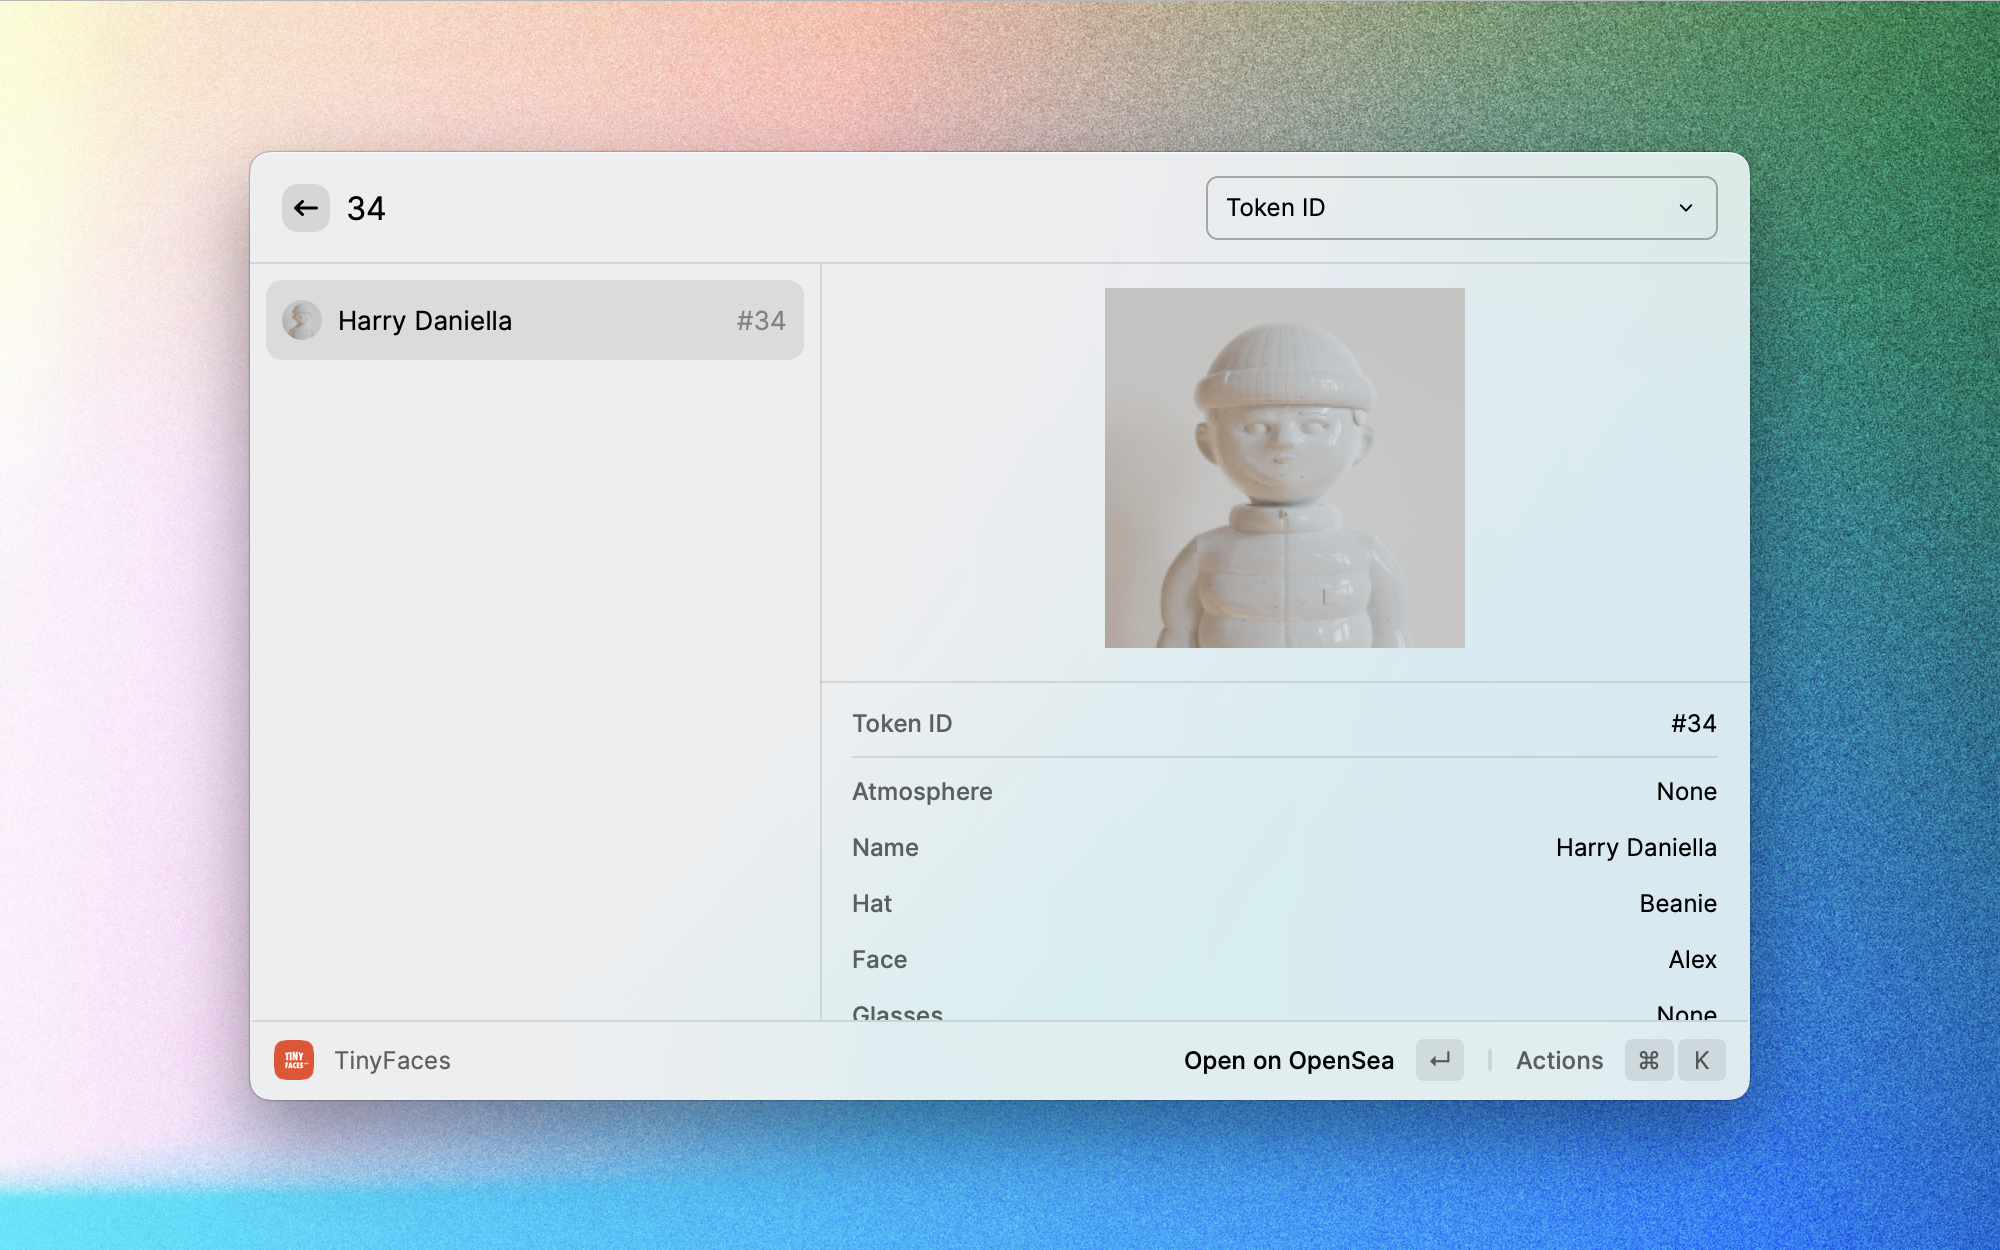 34
Token ID
Harry Daniella #34
Token ID #34
Atmosphere None
Name Harry Daniella
Hat Beanie
Face Alex
Glasses None
TINY
FACES
TinyFaces
Open on OpenSea ↵ | Actions ⌘ K